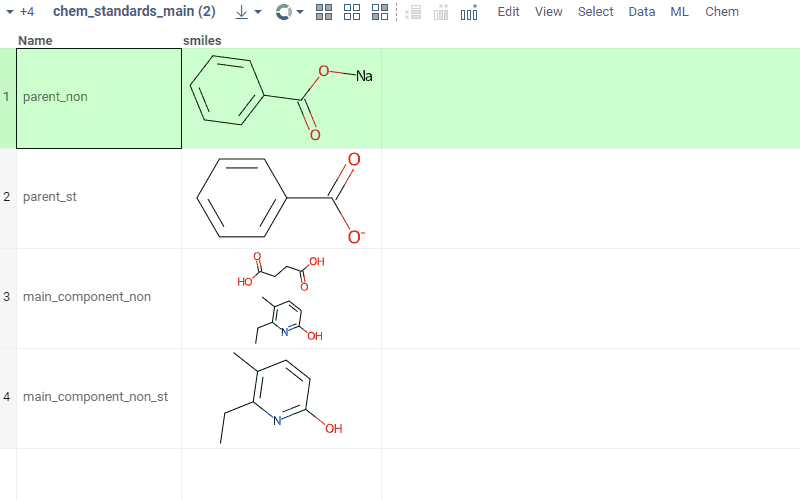 +4 chem_standards_main (2) Edit View Select Data ML Chem
Name smiles
1 parent_non O Na O
2 parent_st O O-
3 main_component_non O OH HO O N OH
4 main_component_non_st N OH